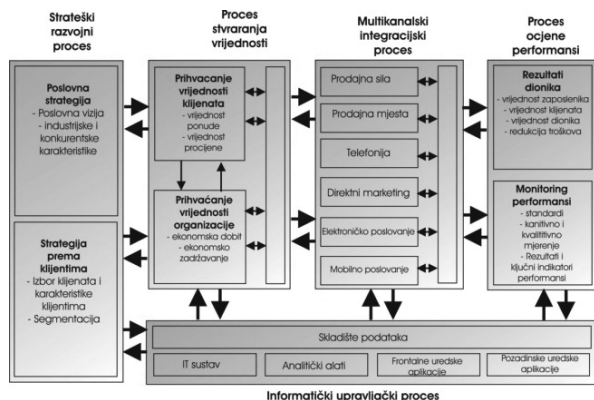 Strateški
razvojni
proces
Proces
stvraranja
vrijednosti
Multikanalski
integracijski
proces
Proces
ocjene
performansi
Poslovna
strategija
- Poslovna vizija
- industrijske i
konkurentske
karakteristike
Strategija
prema
klijentima
- Izbor klijenata i
karakteristike
klijentima
- Segmentacija
Prihvacanje
vrijednosti
klijenata
- vrijednost
ponude
- vrijednost
procijene
Prihvaćanje
vrijednosti
organizacije
- ekonomska dobit
- ekonomsko
zadržavanje
Prodajna sila
Prodajna mjesta
Telefonija
Direktni marketing
Elektroničko poslovanje
Mobilno poslovanje
Rezultati
dionika
- vrijednost zaposlenika
- vrijednost klijenata
- vrijednost dionika
- redukcija troškova
Monitoring
performansi
- standardi
- kanitivno i
kvalititivno
mjerenje
- Rezultati i
ključni indikatori
performansi
Skladište podataka
IT sustav
Analitički alati
Frontalne uredske
aplikacije
Pozadinske uredske
aplikacije
Informatički upravljački proces